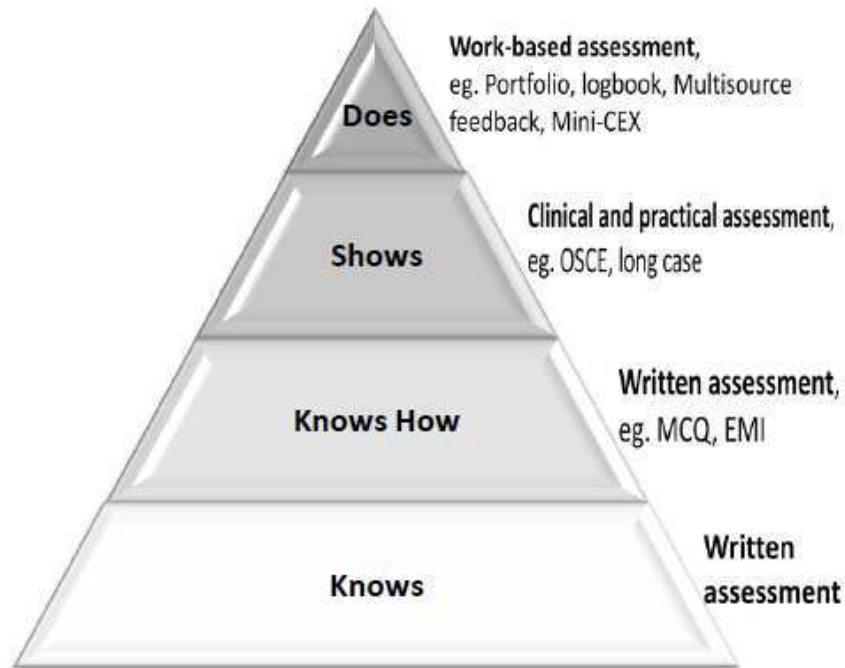 Work-based assessment,
eg. Portfolio, logbook, Multisource
feedback, Mini-CEX
Does
Clinical and practical assessment,
eg. OSCE, long case
Shows
Written assessment,
eg. MCQ, EMI
Knows How
Written
assessment
Knows